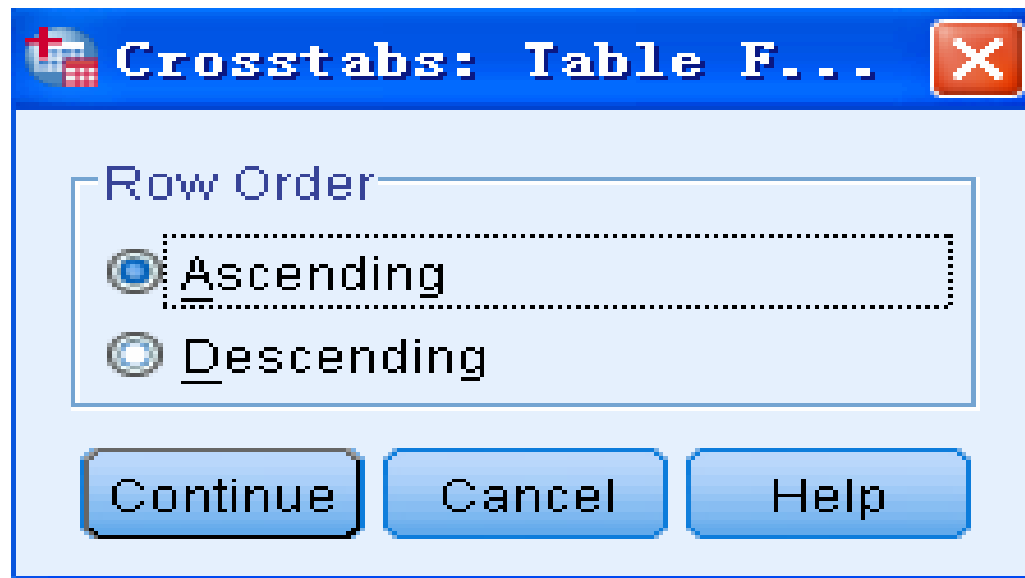 Crosstabs: Table F...
Row Order
Ascending
Descending
Continue Cancel Help